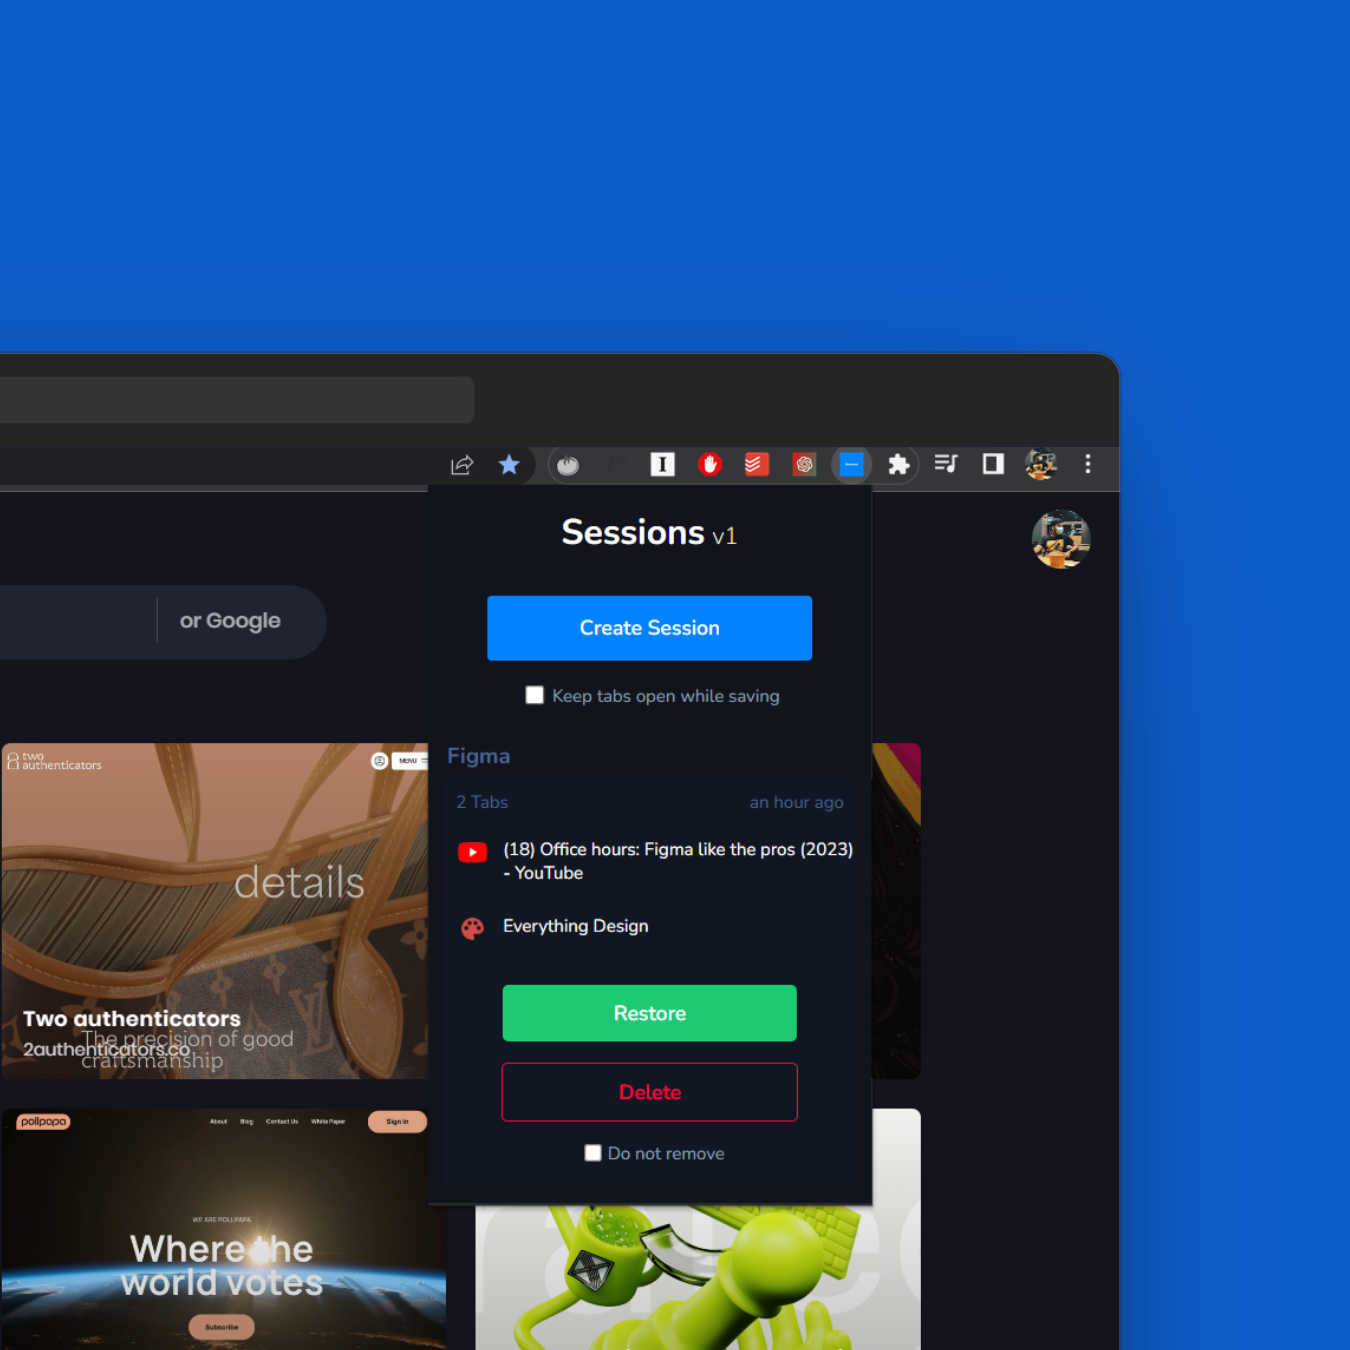 I
Sessions v1
or Google
Create Session
Keep tabs open while saving
Figma
2 Tabs an hour ago
(18) Office hours: Figma like the pros (2023)
- YouTube
Everything Design
Restore
Delete
Do not remove
two
authenticators
MENU
details
Two authenticators
The precision of good
2authenticators.co
craftsmanship
pollpapa
About Blog Contact Us White Paper Sign in
WE ARE POLLPAPA
Where the
world votes
Subscribe